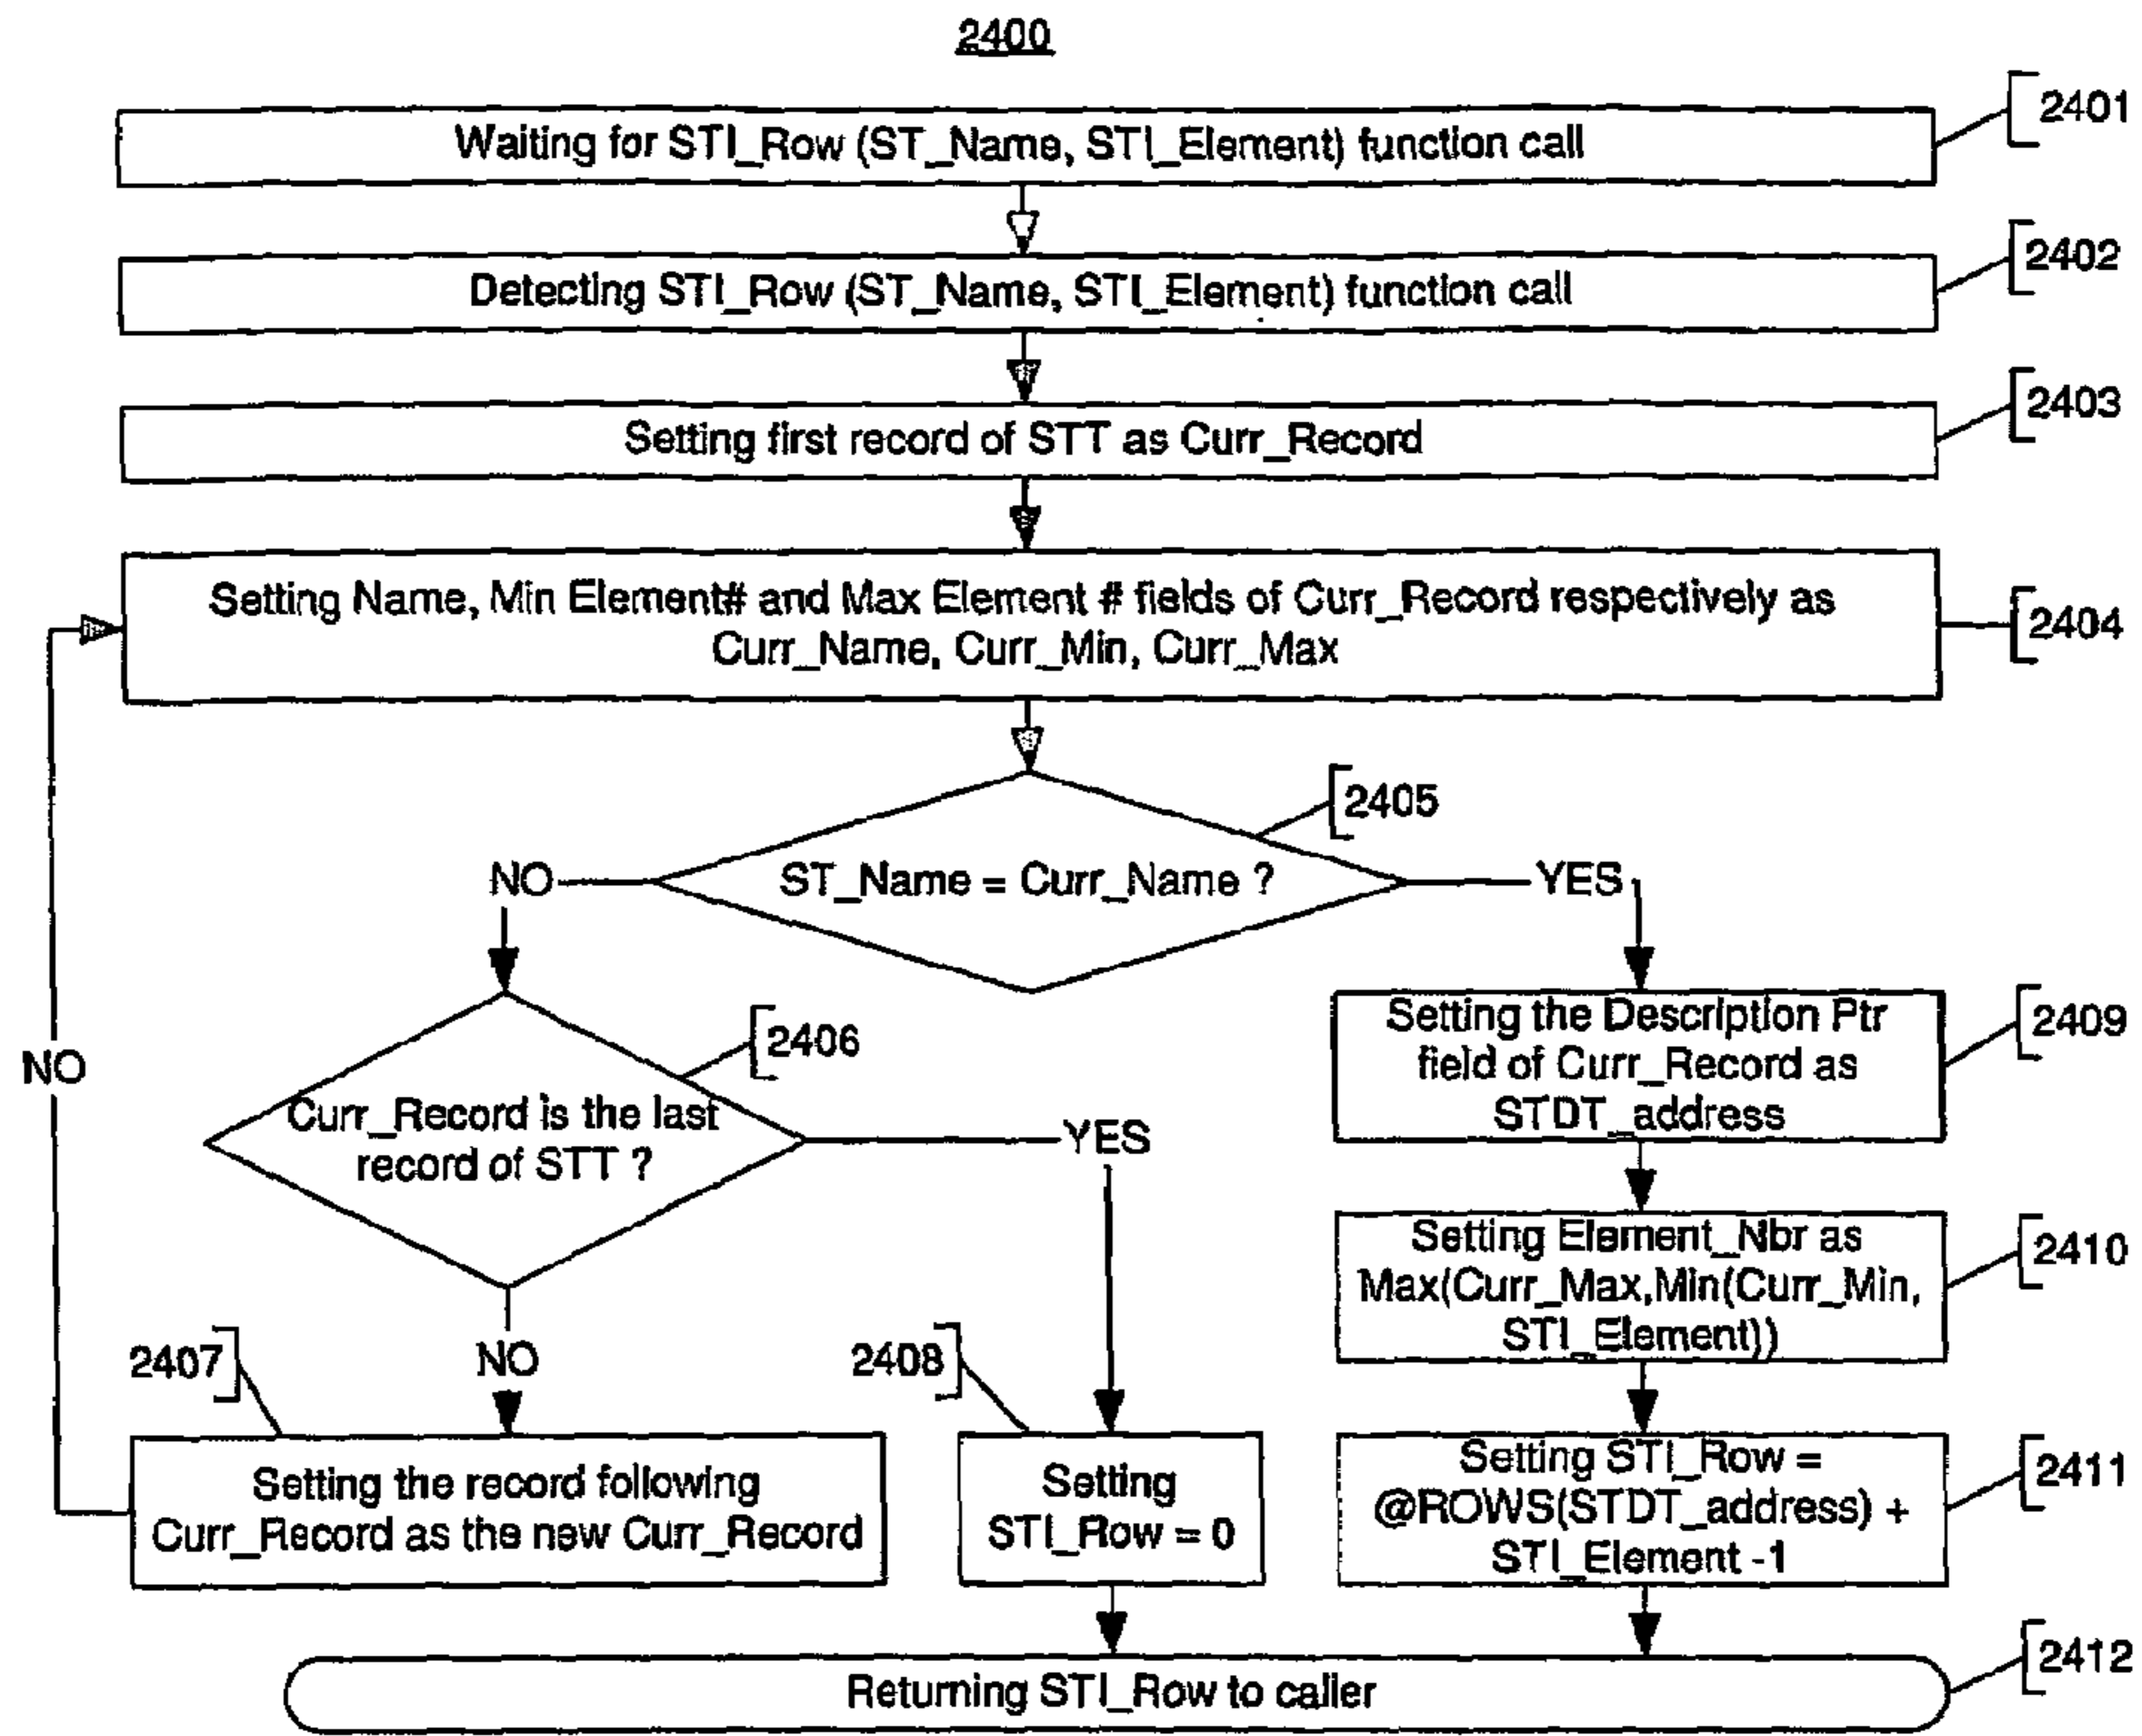 2400
Waiting for STI_Row (ST_Name, STI_Element) function call
2401
Detecting STI_Row (ST_Name, STI_Element) function call
2402
Setting first record of STT as Curr_Record
2403
Setting Name, Min Element# and Max Element # fields of Curr_Record respectively as
Curr_Name, Curr_Min, Curr_Max
2404
2405
NO
ST_Name = Curr_Name ?
YES
2406
Curr_Record is the last
record of STT ?
YES
NO
Setting the Description Ptr
field of Curr_Record as
STDT_address
2409
Setting Element_Nbr as
Max(Curr_Max,Min(Curr_Min,
STI_Element))
2410
2407
NO
2408
Setting the record following
Curr_Record as the new Curr_Record
Setting
STI_Row = 0
Setting STI_Row =
@ROWS(STDT_address) +
STI_Element -1
2411
Returning STI_Row to caller
2412